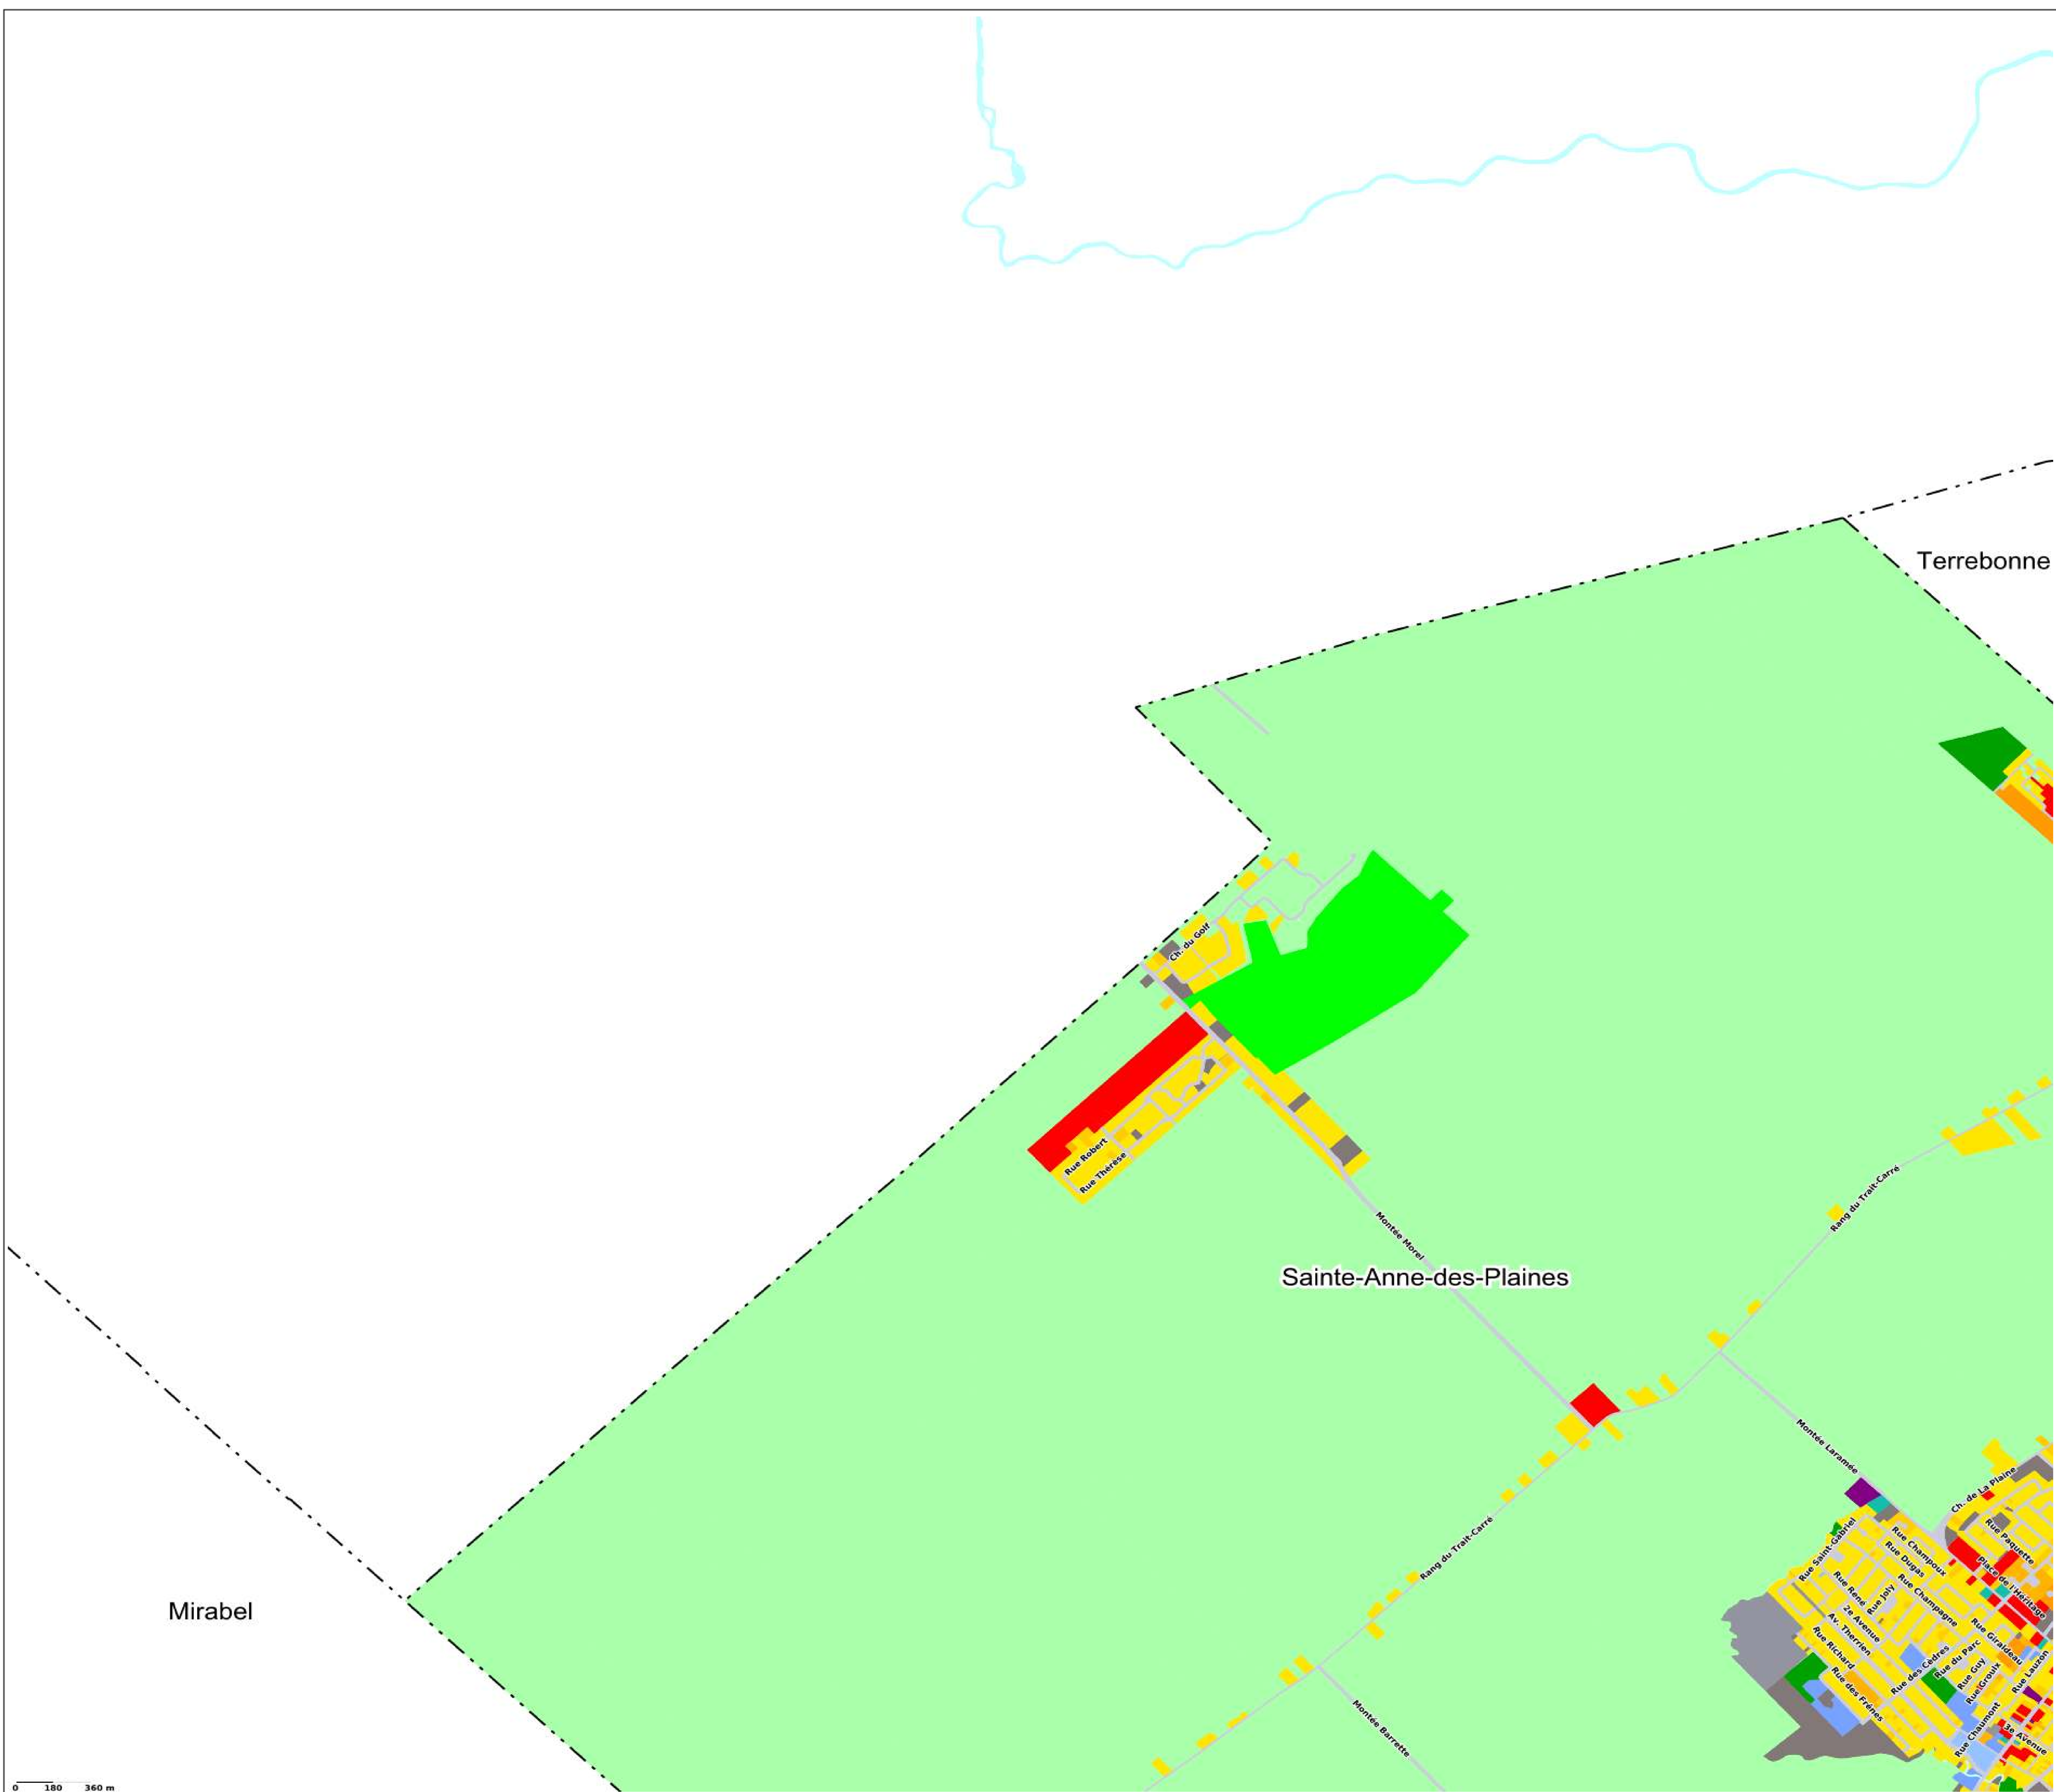 Terrebonne
Ch. du Golf
Rue Robert
Rue Thérèse
Montée Morel
Rang du Trait-Carré
Sainte-Anne-des-Plaines
Montée Laramée
Ch. de La Plaine
Rue Paquette
Rue Saint-Gabriel
Rue Champoux
Rue Dugas
Place de l'Héritage
Rue René
Rue Joly
Rue Champagne
Rang du Trait-Carré
2e Avenue
Av. Therrien
Rue Richard
Rue Giraldeau
Rue des Cèdres
Rue du Parc
Rue Guy
Rue Groulx
Rue Lauzon
Rue des Frênes
Mirabel
Montée Barrette
Rue Chaumont
3e Avenue
0 180 360 m